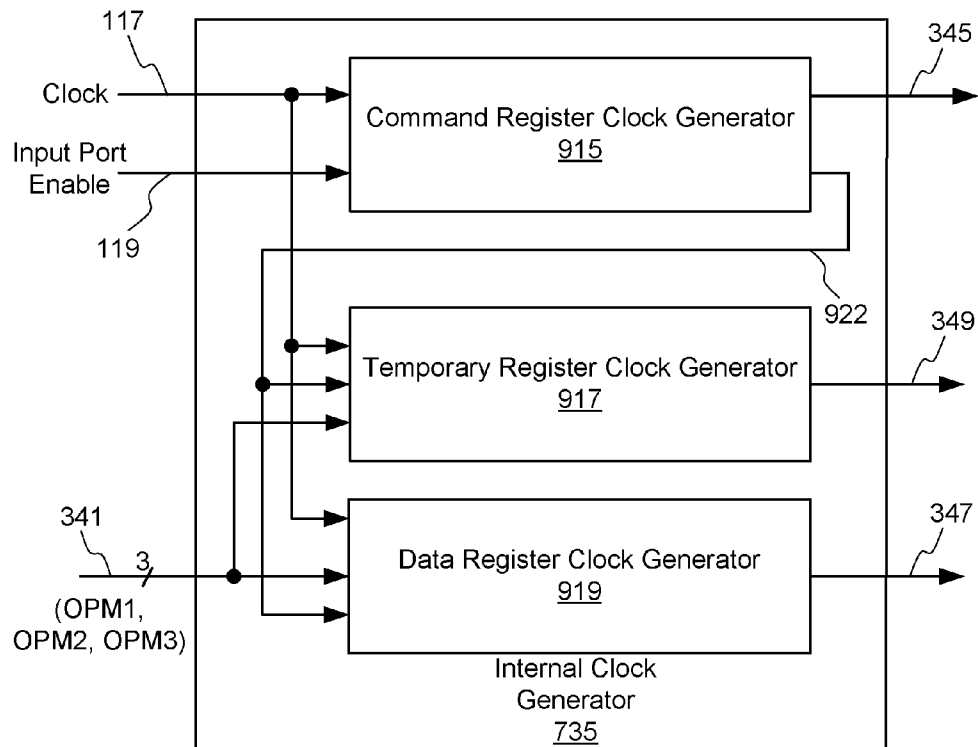 117
345
Clock
Command Register Clock Generator
915
Input Port
Enable
119
922
349
Temporary Register Clock Generator
917
341
3
347
Data Register Clock Generator
919
(OPM1,
OPM2, OPM3)
Internal Clock
Generator
735